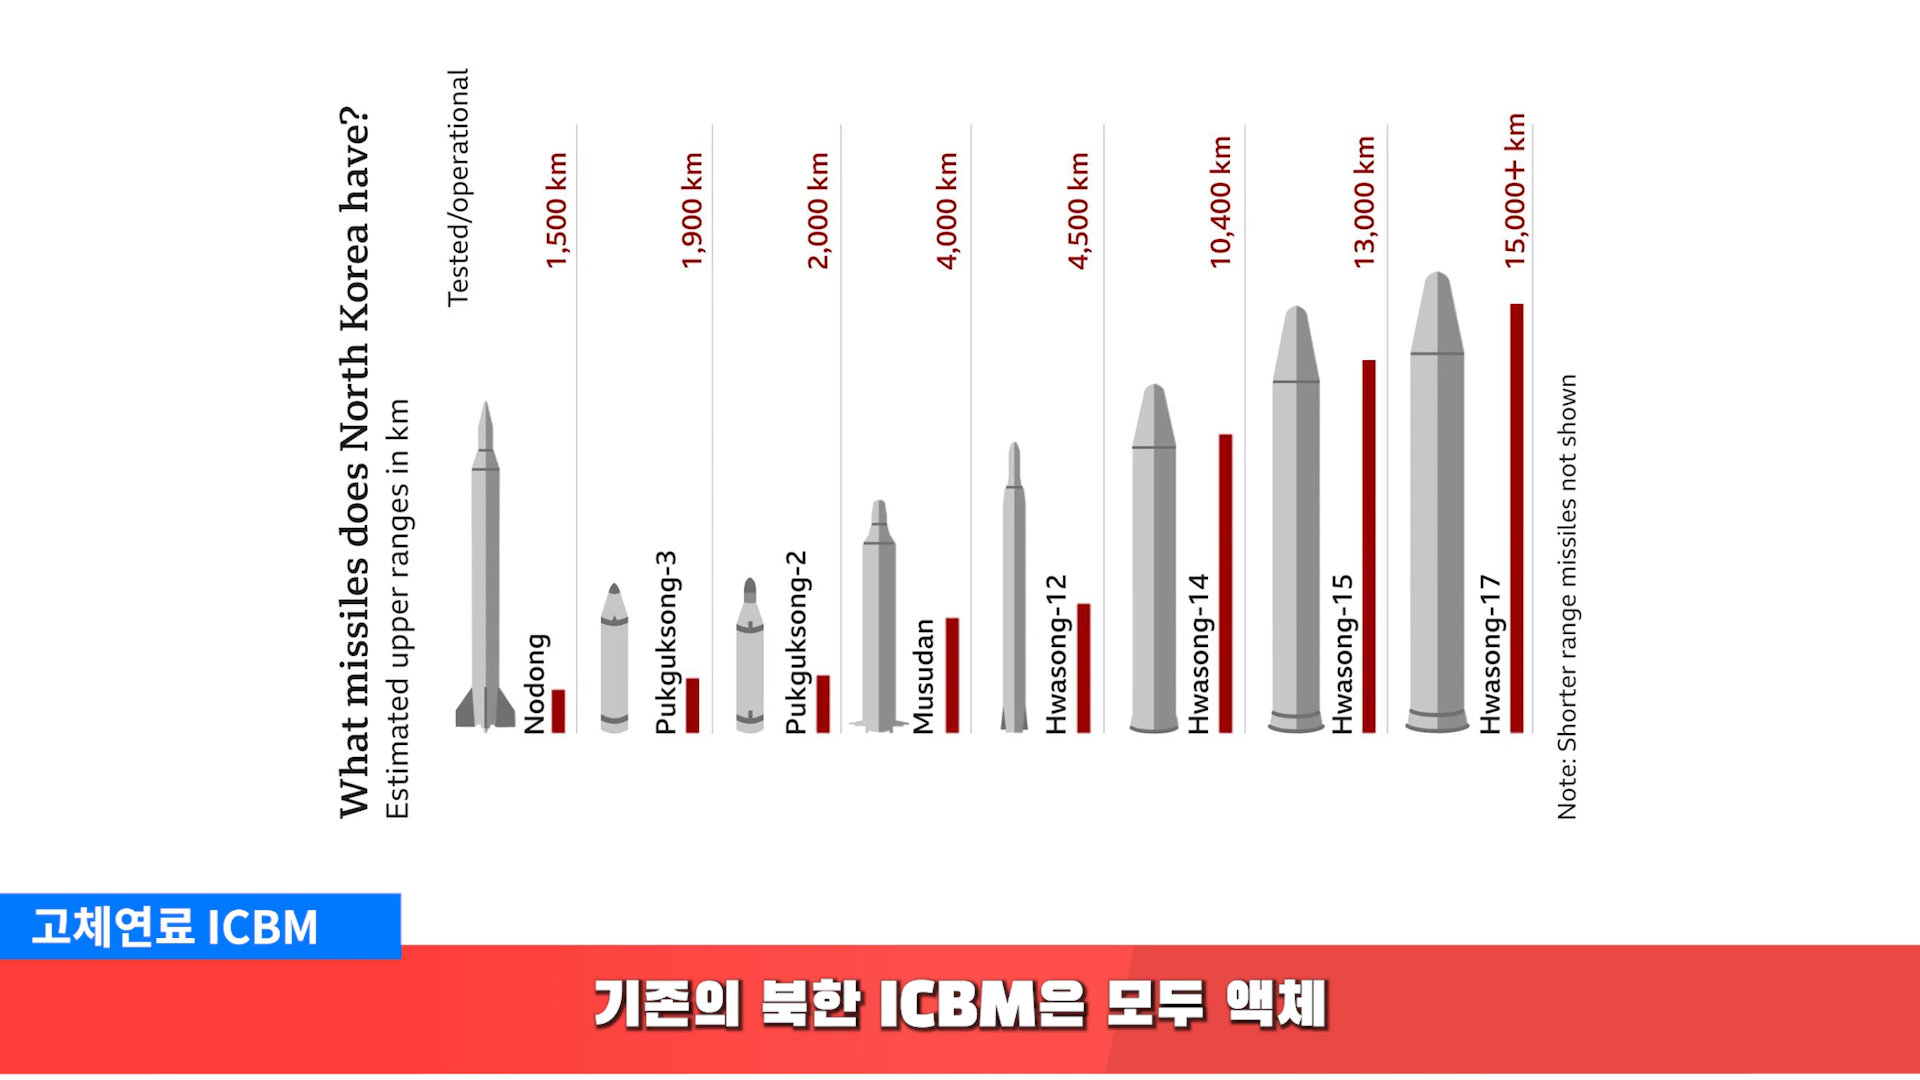 What missiles does North Korea have?
Estimated upper ranges in km
Tested/operational
Nodong
1,500 km
Pukguksong-3
1,900 km
Pukguksong-2
2,000 km
Musudan
4,000 km
Hwasong-12
4,500 km
Hwasong-14
10,400 km
Hwasong-15
13,000 km
Hwasong-17
15,000+ km
Note: Shorter range missiles not shown
고체연료 ICBM
기존의 북한 ICBM은 모두 액체